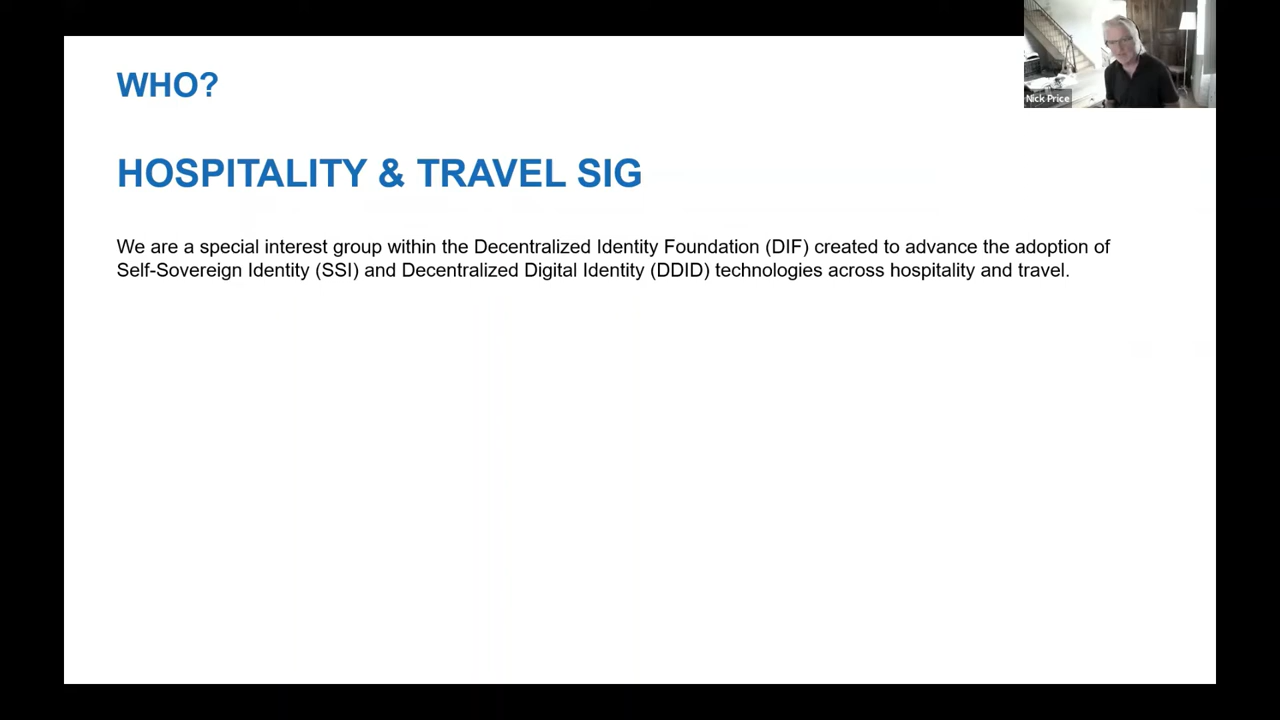 WHO?
Nick Price
HOSPITALITY & TRAVEL SIG
We are a special interest group within the Decentralized Identity Foundation (DIF) created to advance the adoption of
Self-Sovereign Identity (SSI) and Decentralized Digital Identity (DDID) technologies across hospitality and travel.